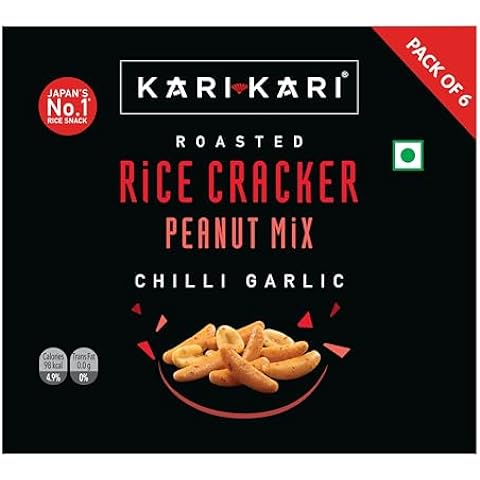 PACK OF 6
KARI KARI®
JAPAN'S
No.1*
RICE SNACK
ROASTED
RiCE CRACKER
PEANUT MiX
CHILLI GARLIC
Calories
98 kcal
4.9%
Trans Fat
0.0 g
0%